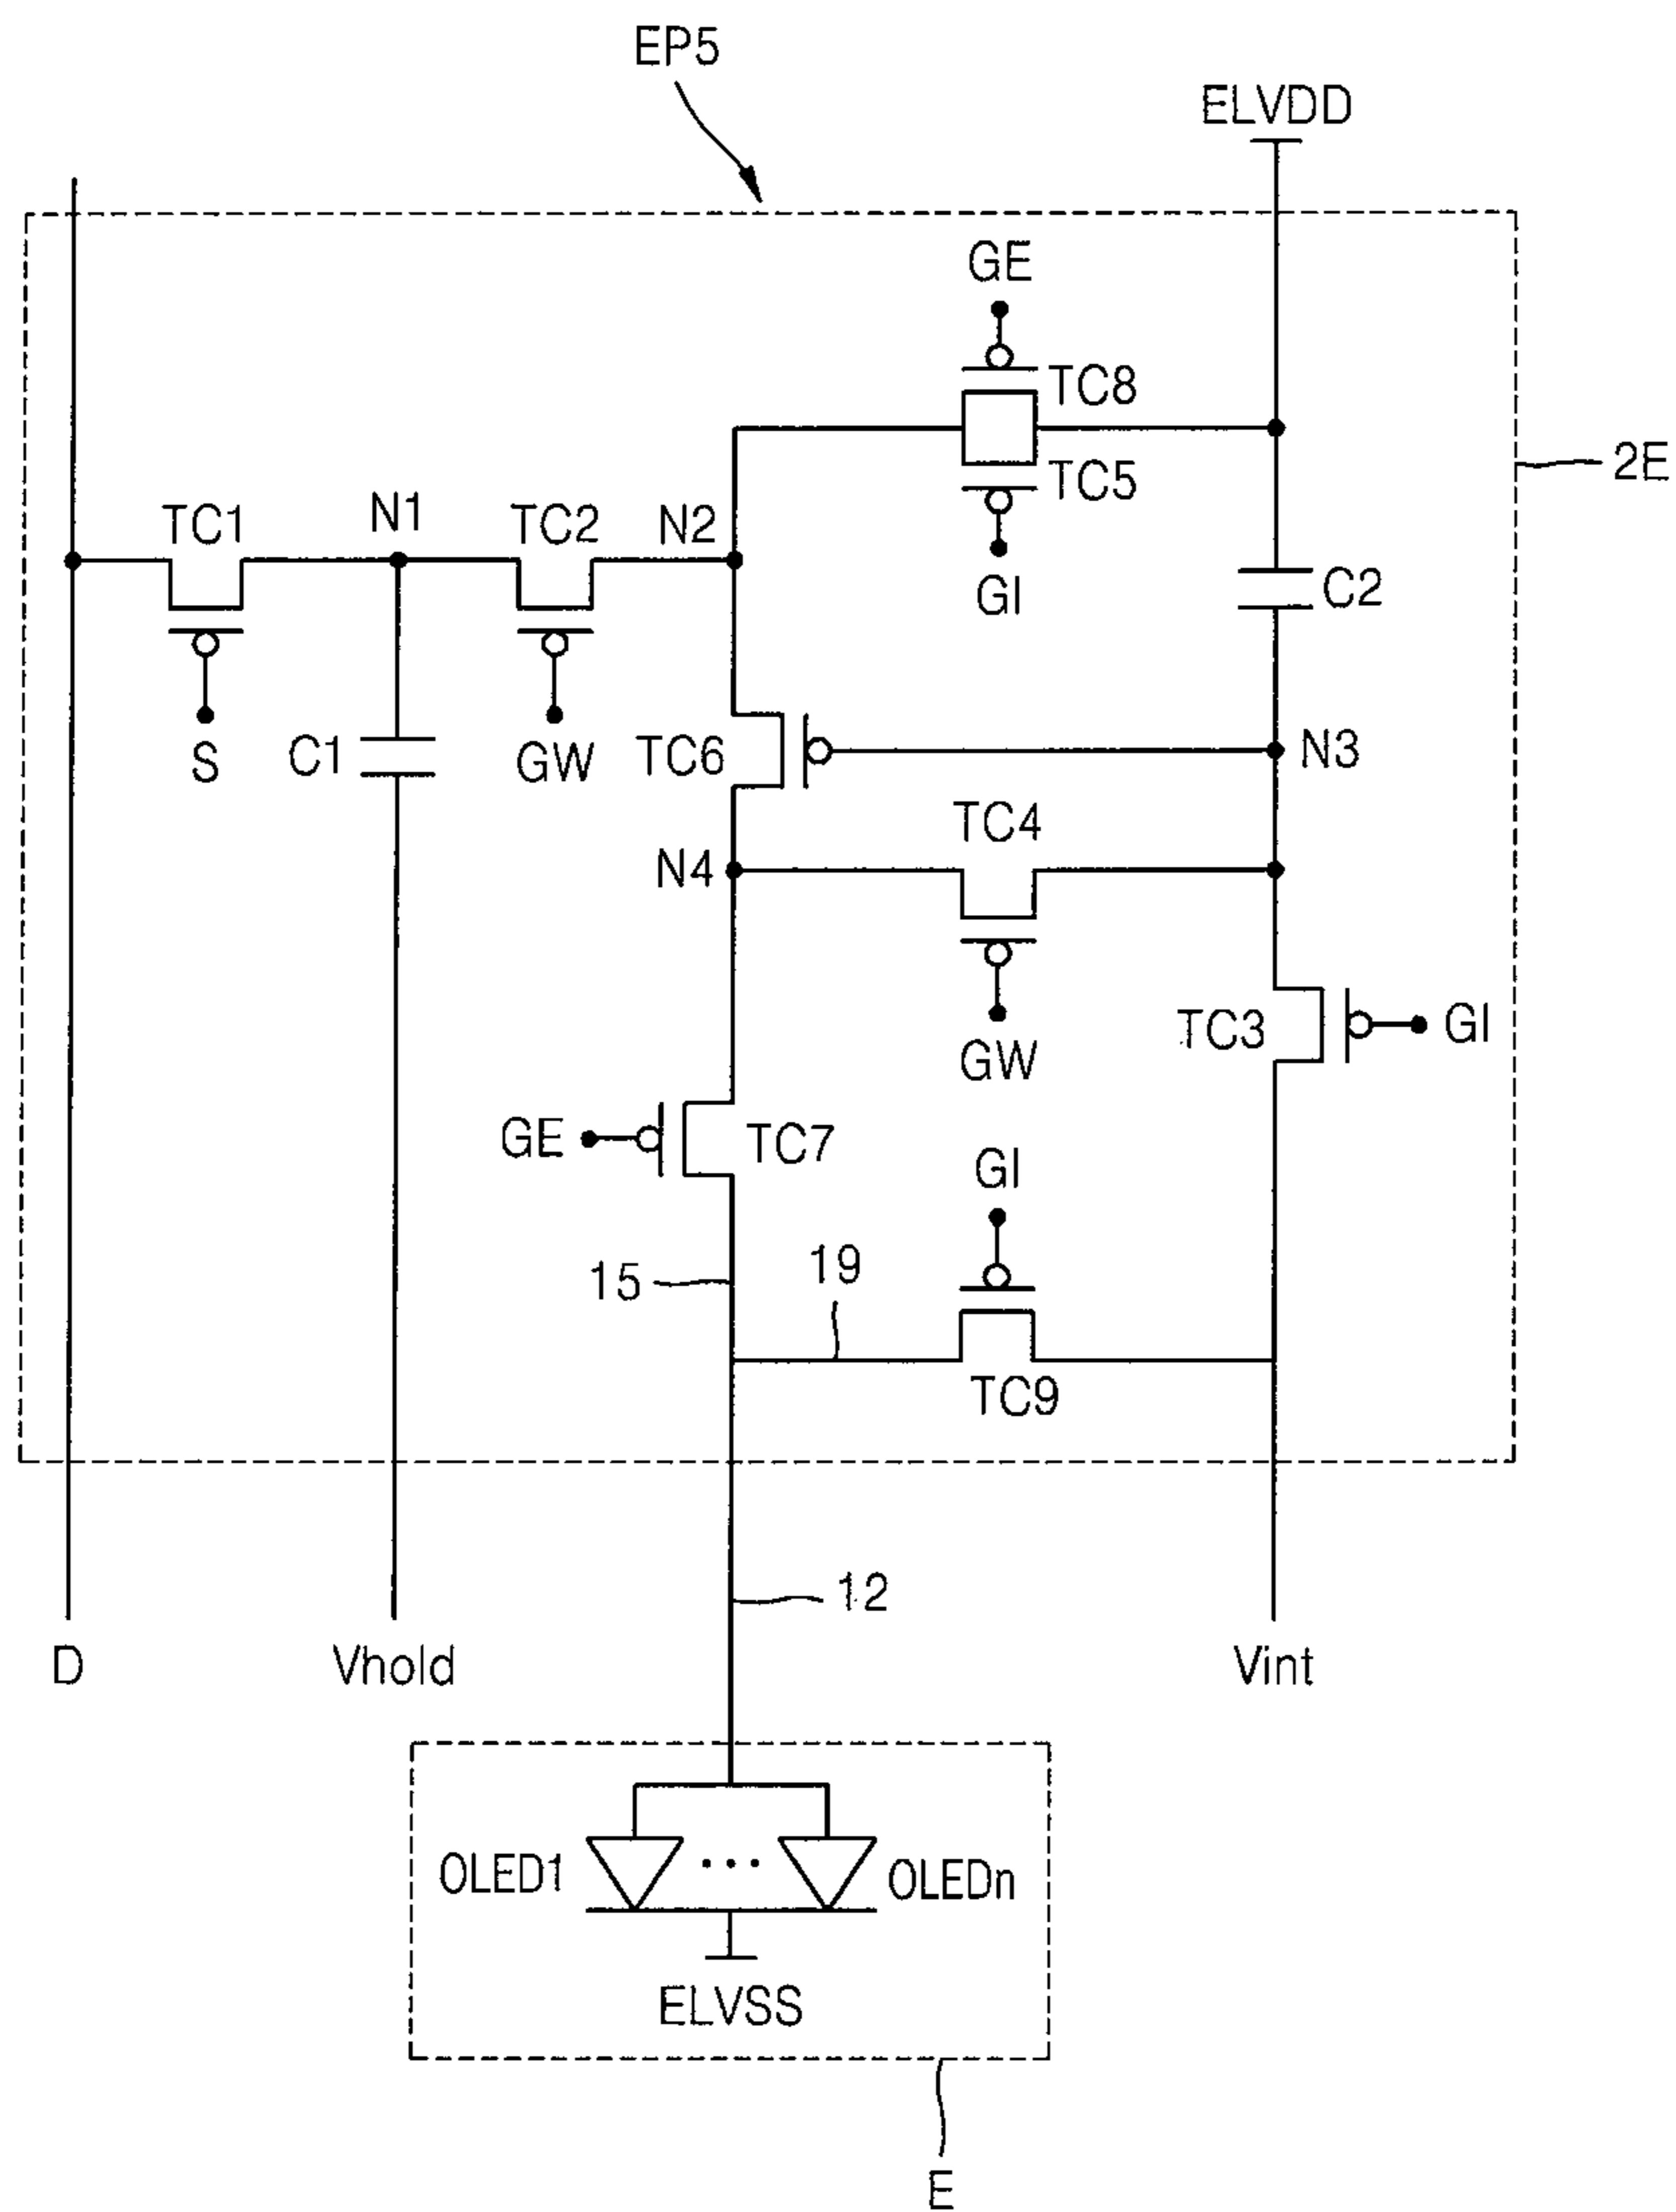 EP5
ELVDD
GE
TC8
2E
TC5
TC1
N1
TC2
N2
GI
C2
S
C1
GW
TC6
N3
TC4
N4
TC3
GI
GW
GE
TC7
GI
15
19
TC9
12
D
Vhold
Vint
OLED1
...
OLEDn
ELVSS
E